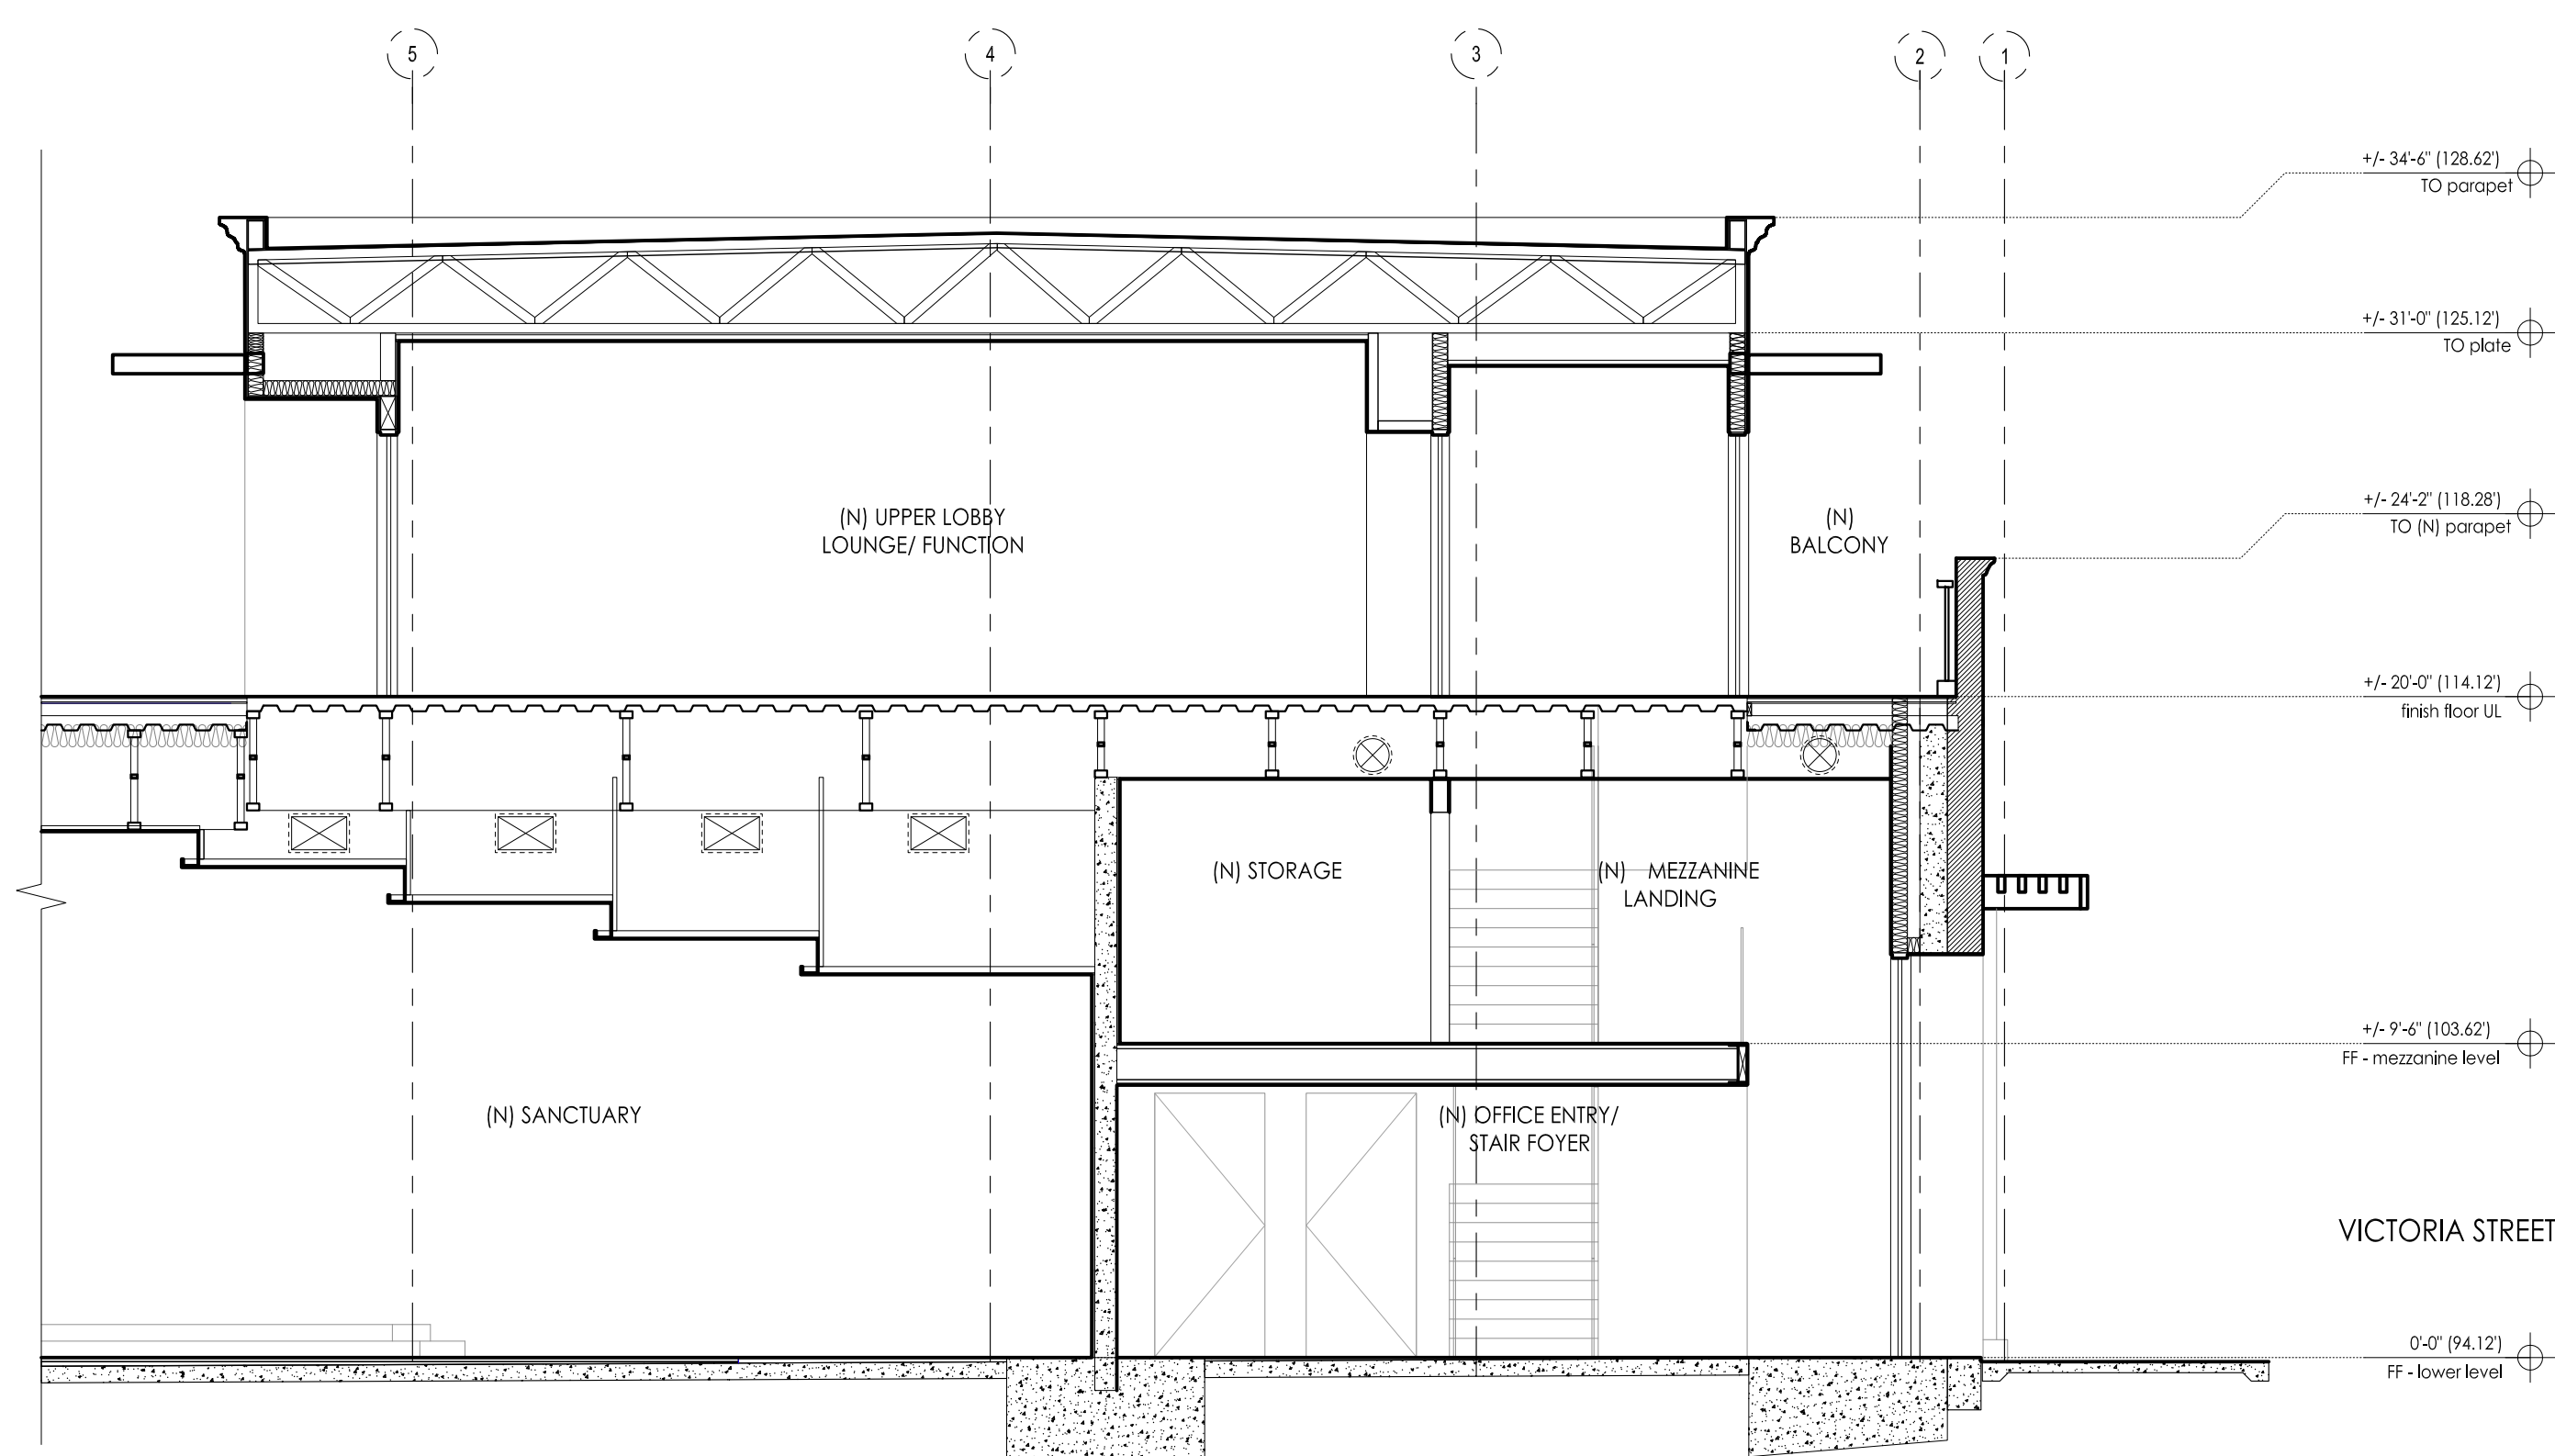 5
4
3
2
1
+/- 34'-6" (128.62')
TO parapet
+/- 31'-0" (125.12')
TO plate
(N) UPPER LOBBY
LOUNGE/ FUNCTION
(N)
BALCONY
+/- 24'-2" (118.28')
TO (N) parapet
+/- 20'-0" (114.12')
finish floor UL
(N) STORAGE
(N) MEZZANINE
LANDING
+/- 9'-6" (103.62')
FF - mezzanine level
(N) SANCTUARY
(N) OFFICE ENTRY/
STAIR FOYER
VICTORIA STREET
0'-0" (94.12')
FF - lower level